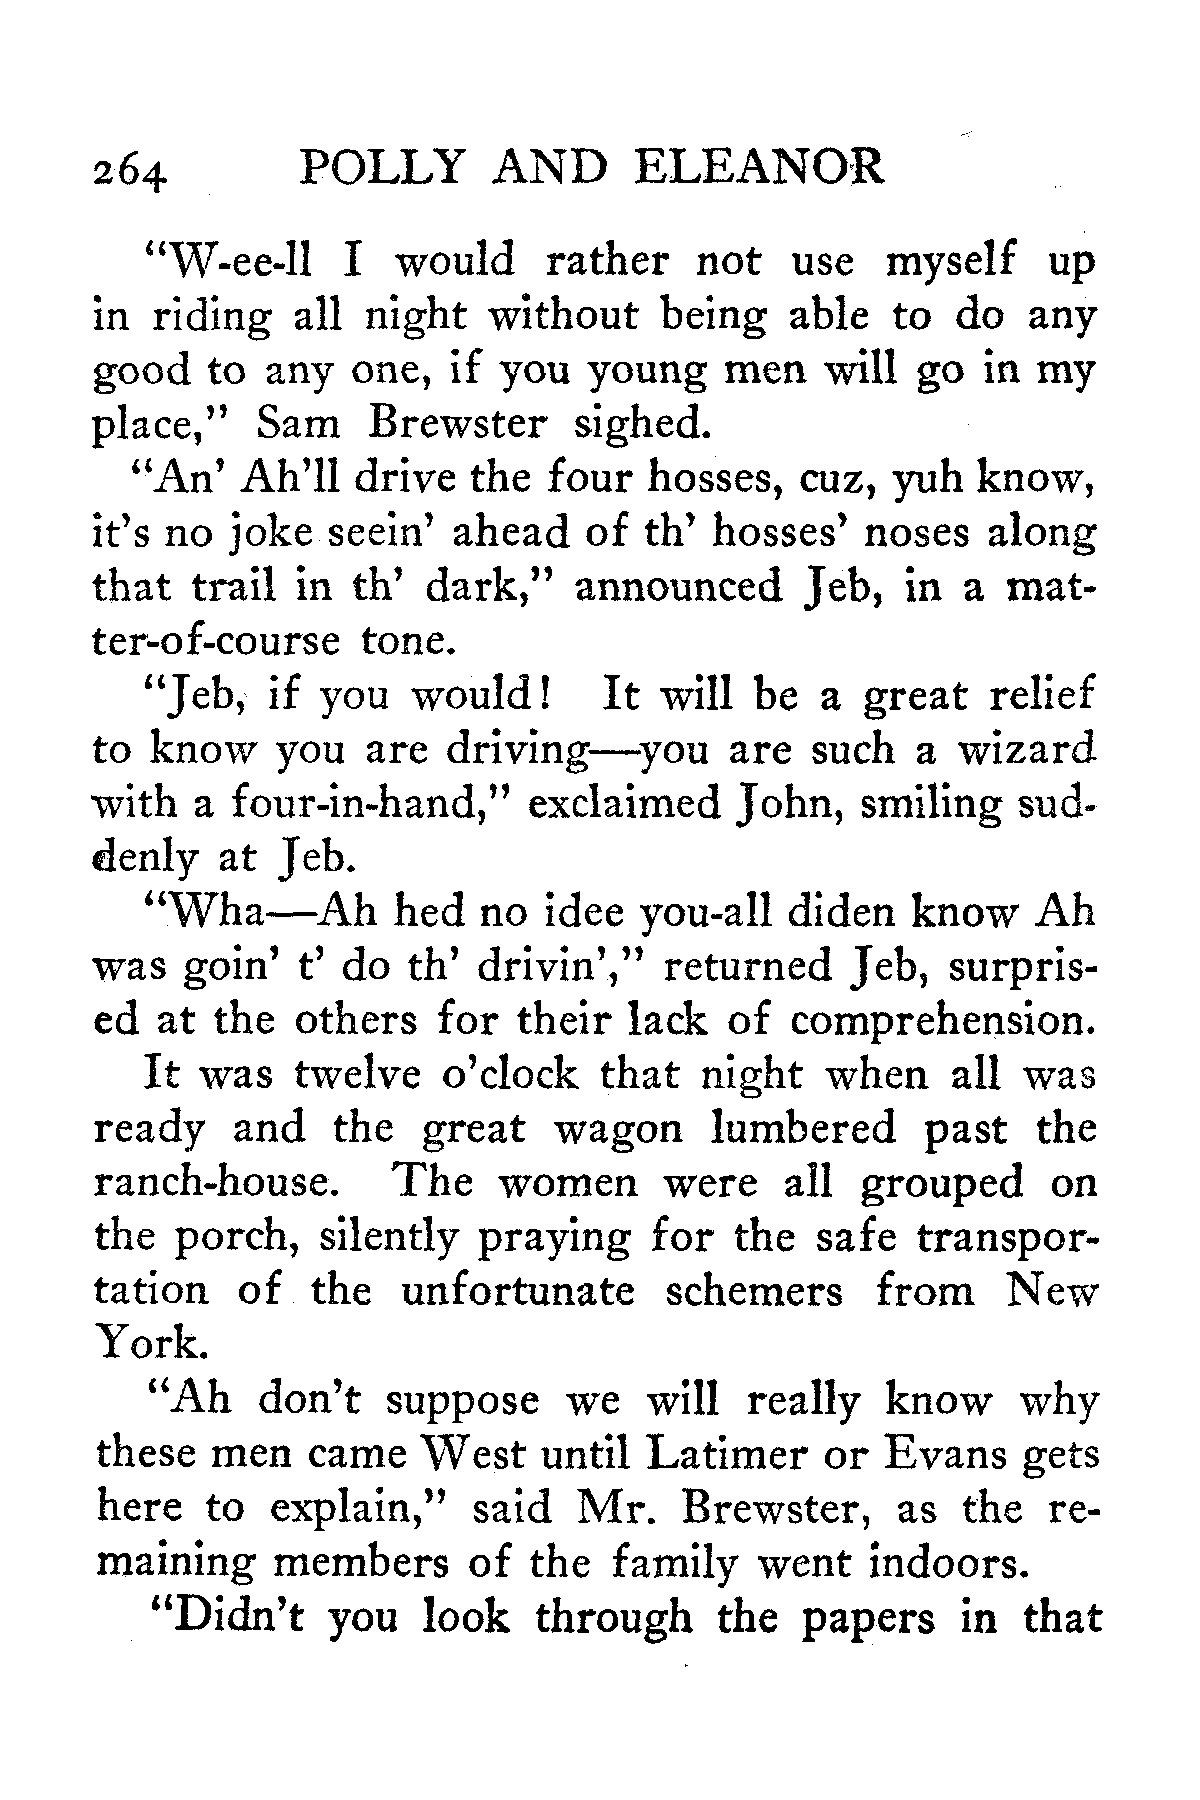 264 POLLY AND ELEANOR
“W-ee-ll I would rather not use myself up
in riding all night without being able to do any
good to any one, if you young men will go in my
place,” Sam Brewster sighed.
“An’ Ah’ll drive the four hosses, cuz, yuh know,
it’s no joke seein’ ahead of th’ hosses’ noses along
that trail in th’ dark,” announced Jeb, in a mat-
ter-of-course tone.
“Jeb, if you would! It will be a great relief
to know you are driving—you are such a wizard
with a four-in-hand,” exclaimed John, smiling sud-
denly at Jeb.
“Wha—Ah hed no idee you-all diden know Ah
was goin’ t’ do th’ drivin’,” returned Jeb, surpris-
ed at the others for their lack of comprehension.
It was twelve o’clock that night when all was
ready and the great wagon lumbered past the
ranch-house. The women were all grouped on
the porch, silently praying for the safe transpor-
tation of the unfortunate schemers from New
York.
“Ah don’t suppose we will really know why
these men came West until Latimer or Evans gets
here to explain,” said Mr. Brewster, as the re-
maining members of the family went indoors.
“Didn’t you look through the papers in that